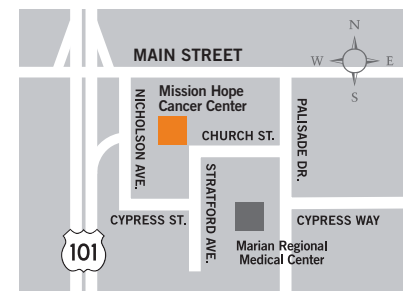 N
MAIN STREET
W
E
S
Mission Hope
Cancer Center
NICHOLSON AVE.
PALISADE DR.
CHURCH ST.
STRATFORD AVE.
CYPRESS ST.
CYPRESS WAY
101
Marian Regional
Medical Center